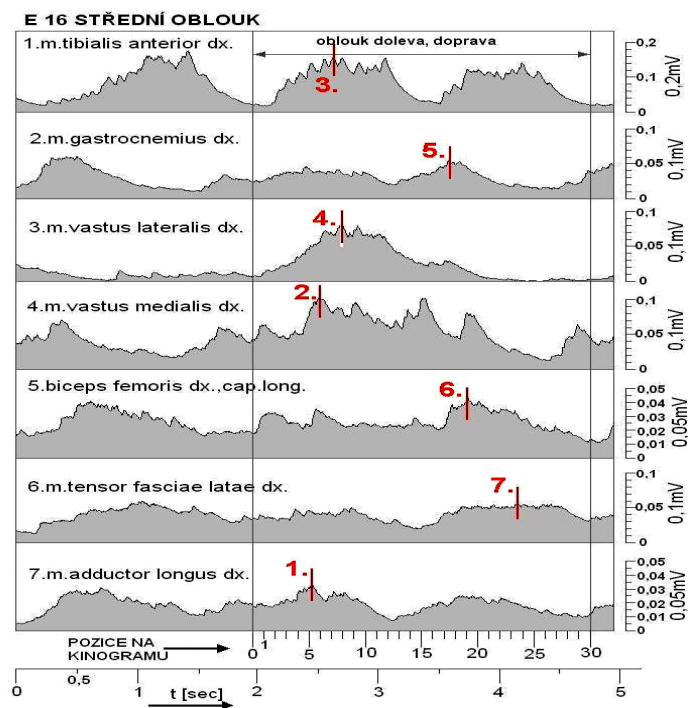 E 16 STŘEDNÍ OBLOUK
1.m.tibialis anterior dx.
oblouk doleva, doprava
3.
0,2
0,1
0
0,2mV
2.m.gastrocnemius dx.
5.
0,1
0,05
0
0,1mV
3.m.vastus lateralis dx.
4.
0,1
0,05
0
0,1mV
4.m.vastus medialis dx.
2.
0,1
0,05
0
0,1mV
5.biceps femoris dx.,cap.long.
6.
0,05
0,04
0,03
0,02
0,01
0
0.05mV
6.m.tensor fasciae latae dx.
7.
0,1
0,05
0
0,1mV
7.m.adductor longus dx.
1.
0,05
0,04
0,03
0,02
0,01
0
0.05mV
POZICE NA
KINOGRAMU
0 1 5 10 15 20 25 30
0 0,5 1 2 3 4 5
t [sec]